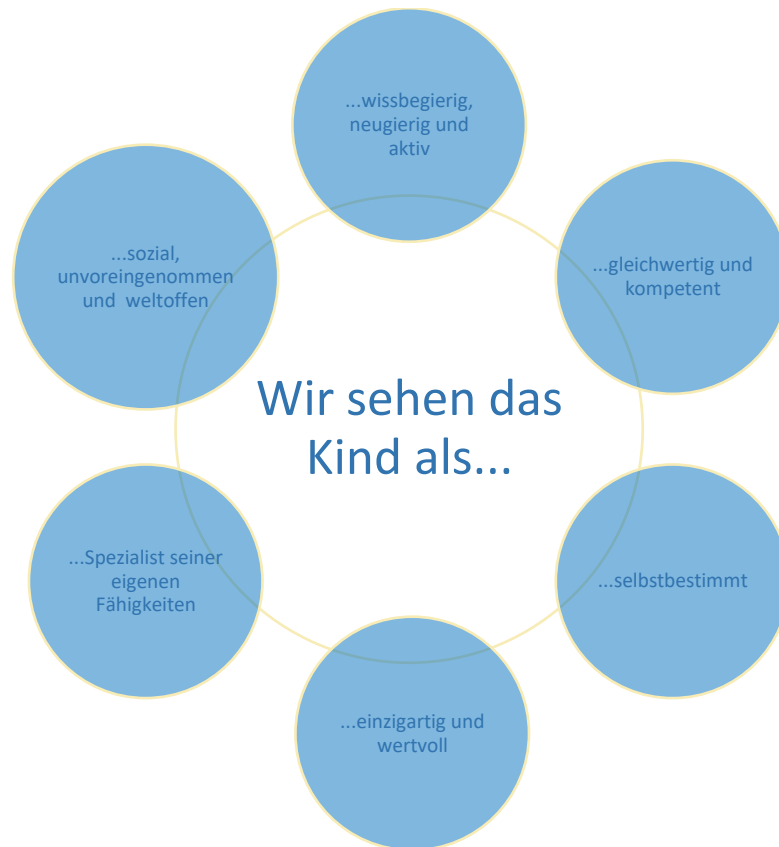 ...wissbegierig,
neugierig und
aktiv
...gleichwertig und
kompetent
...selbstbestimmt
...einzigartig und
wertvoll
...Spezialist seiner
eigenen
Fähigkeiten
...sozial,
unvoreingenommen
und weltoffen
Wir sehen das
Kind als...